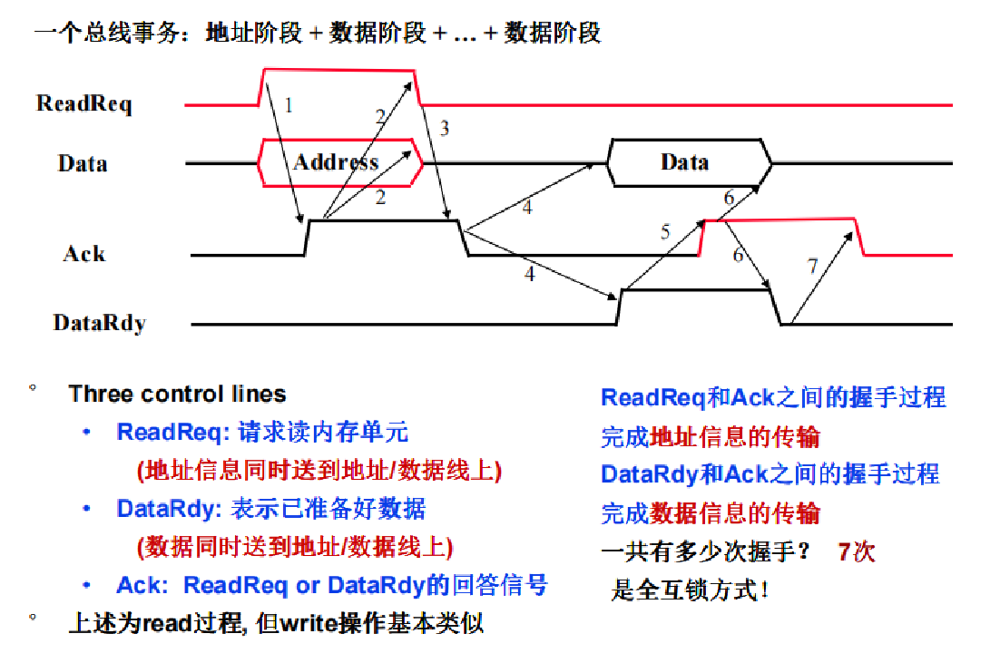 一个总线事务：地址阶段 + 数据阶段 + … + 数据阶段
ReadReq
1
2
3
Data
Address
Data
2
4
6
5
Ack
4
6
7
DataRdy
° Three control lines
• ReadReq: 请求读内存单元
(地址信息同时送到地址/数据线上)
• DataRdy: 表示已准备好数据
(数据同时送到地址/数据线上)
• Ack: ReadReq or DataRdy的回答信号
° 上述为read过程, 但write操作基本类似
ReadReq和Ack之间的握手过程
完成地址信息的传输
DataRdy和Ack之间的握手过程
完成数据信息的传输
一共有多少次握手？ 7次
是全互锁方式！